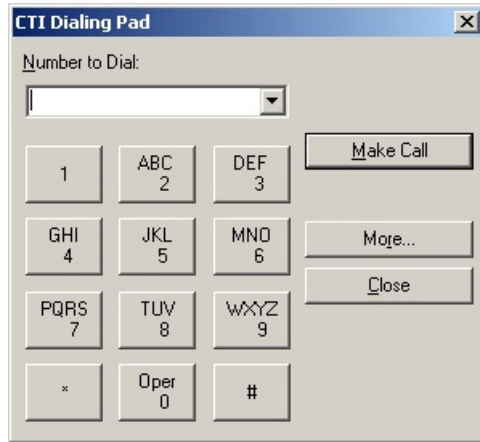 CTI Dialing Pad
Number to Dial:
Make Call
1
ABC
2
DEF
3
GHI
4
JKL
5
MNO
6
More...
Close
PQRS
7
TUV
8
WXYZ
9
*
Oper
0
#